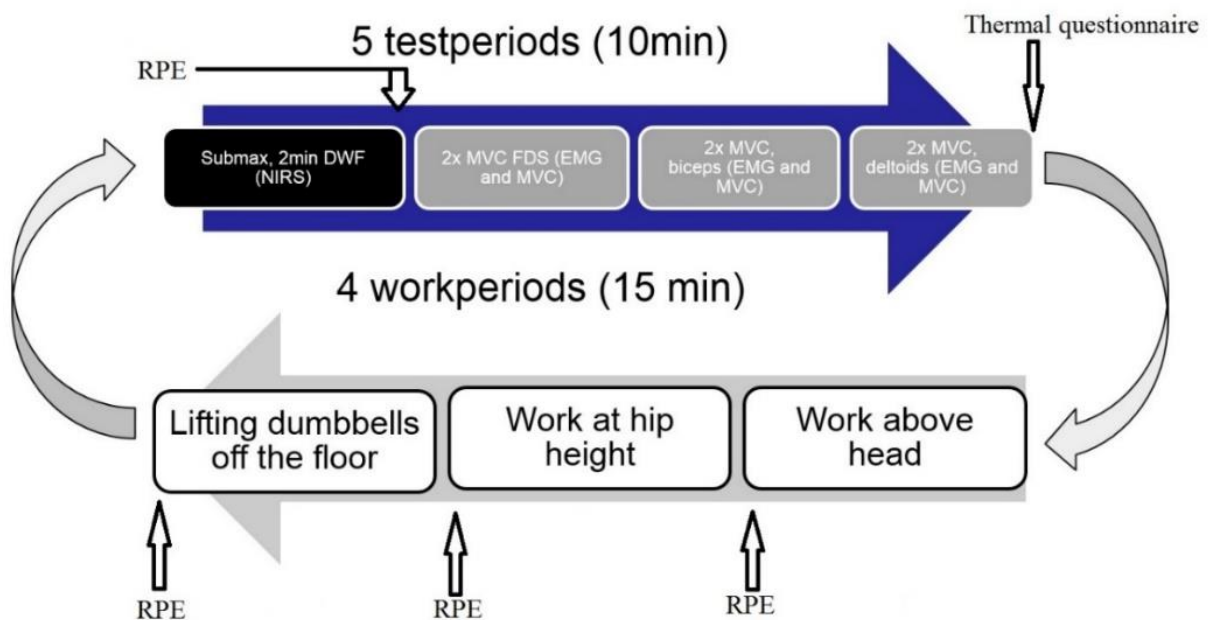 5 testperiods (10min)
Thermal questionnaire
RPE
Submax, 2min DWF
(NIRS)
2x MVC FDS (EMG
and MVC)
2x MVC,
biceps (EMG and
MVC)
2x MVC,
deltoids (EMG and
MVC)
4 workperiods (15 min)
Lifting dumbbells
off the floor
Work at hip
height
Work above
head
RPE
RPE
RPE